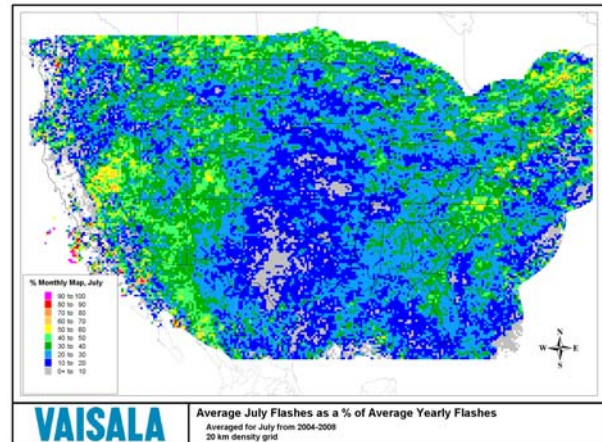 % Monthly Map, July
90 to 100
80 to 90
70 to 80
60 to 70
50 to 60
40 to 50
30 to 40
20 to 30
10 to 20
0+ to 10
N
W E
S
VAISALA
Average July Flashes as a % of Average Yearly Flashes
Averaged for July from 2004-2008
20 km density grid